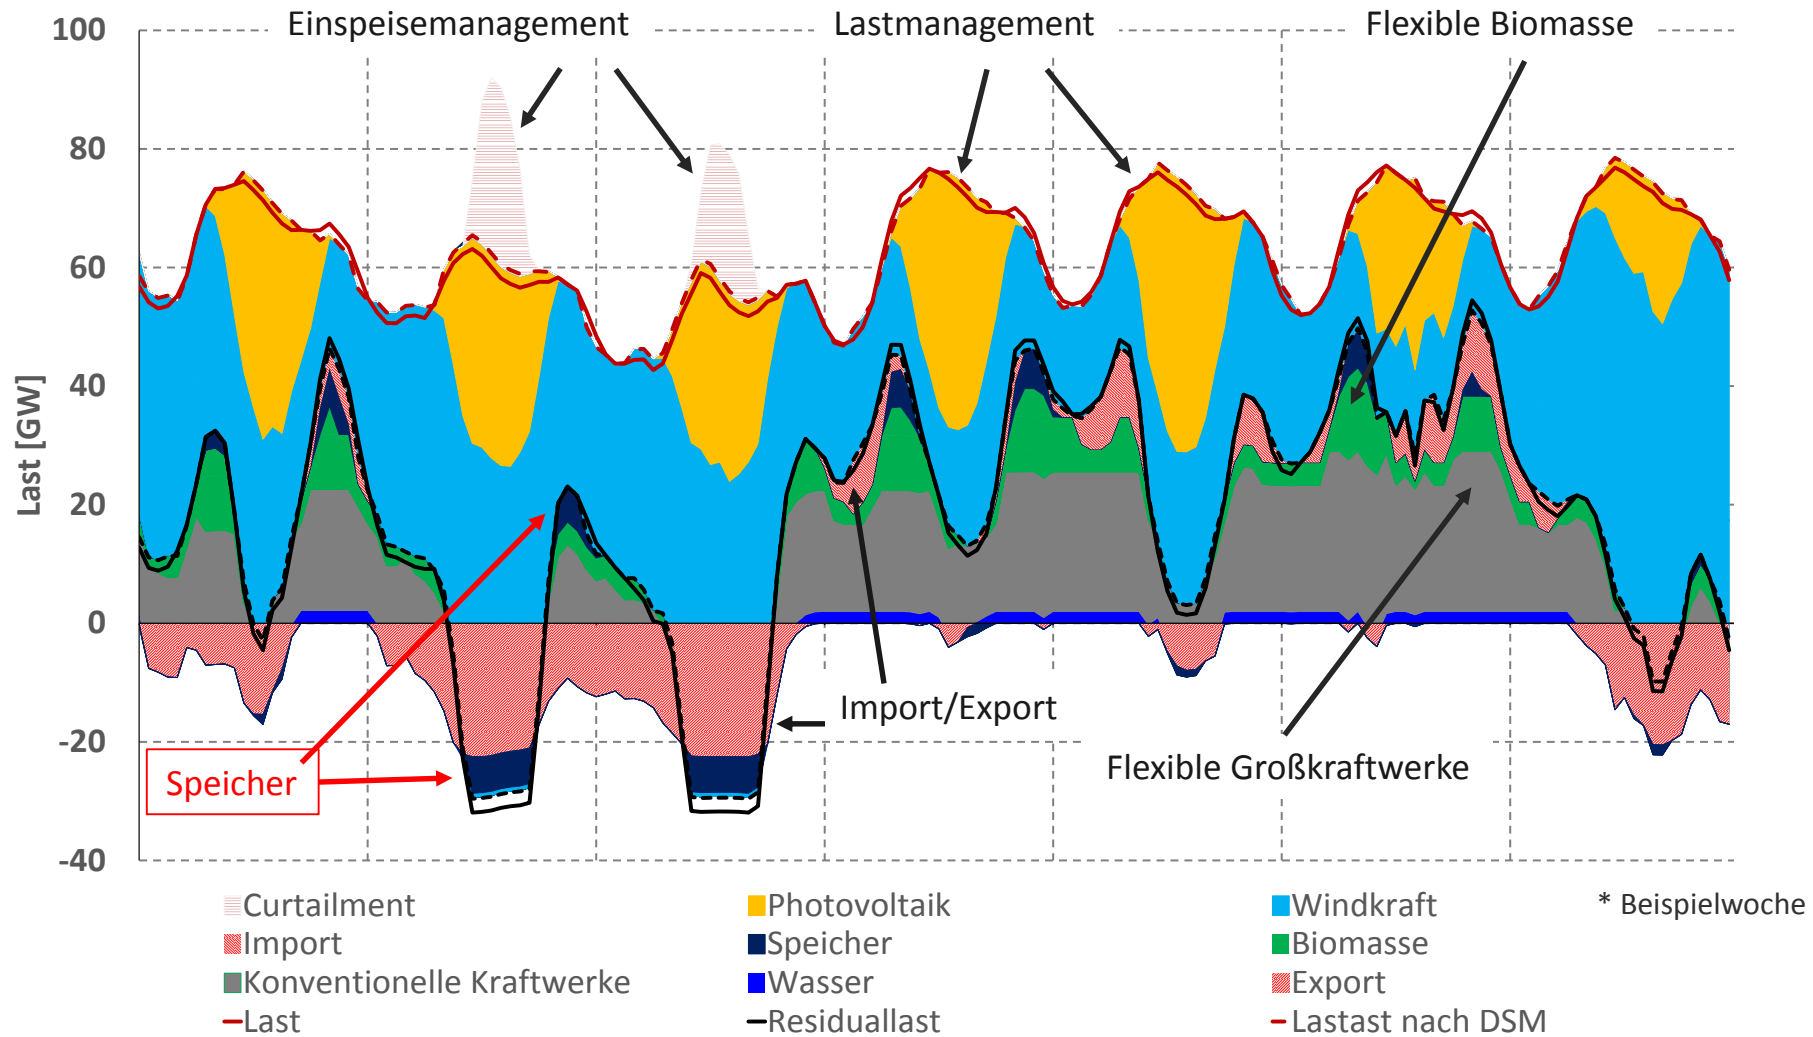 Einspeisemanagement
Lastmanagement
Flexible Biomasse
100
80
60
40
20
0
-20
-40
Last [GW]
Import/Export
Flexible Großkraftwerke
Speicher
Curtailment
Photovoltaik
Windkraft
* Beispielwoche
Import
Speicher
Biomasse
Konventionelle Kraftwerke
Wasser
Export
Last
Residuallast
Lastast nach DSM